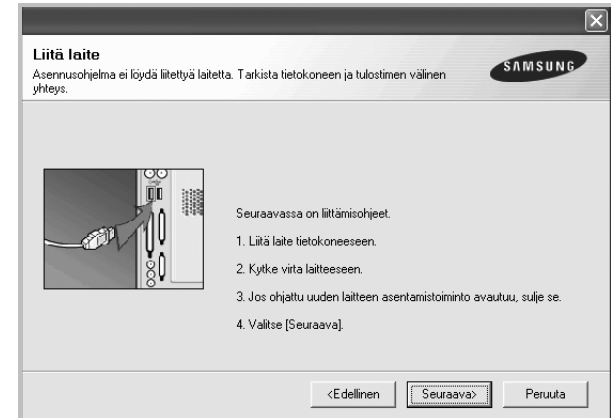 Liitä laite
Asennusohjelma ei löydä liitettyä laitetta. Tarkista tietokoneen ja tulostimen välinen
yhteys.
SAMSUNG
Seuraavassa on liittämisohjeet.
1. Liitä laite tietokoneeseen.
2. Kytke virta laitteeseen.
3. Jos ohjattu uuden laitteen asentamistoiminto avautuu, sulje se.
4. Valitse [Seuraava].
<Edellinen
Seuraava>
Peruuta